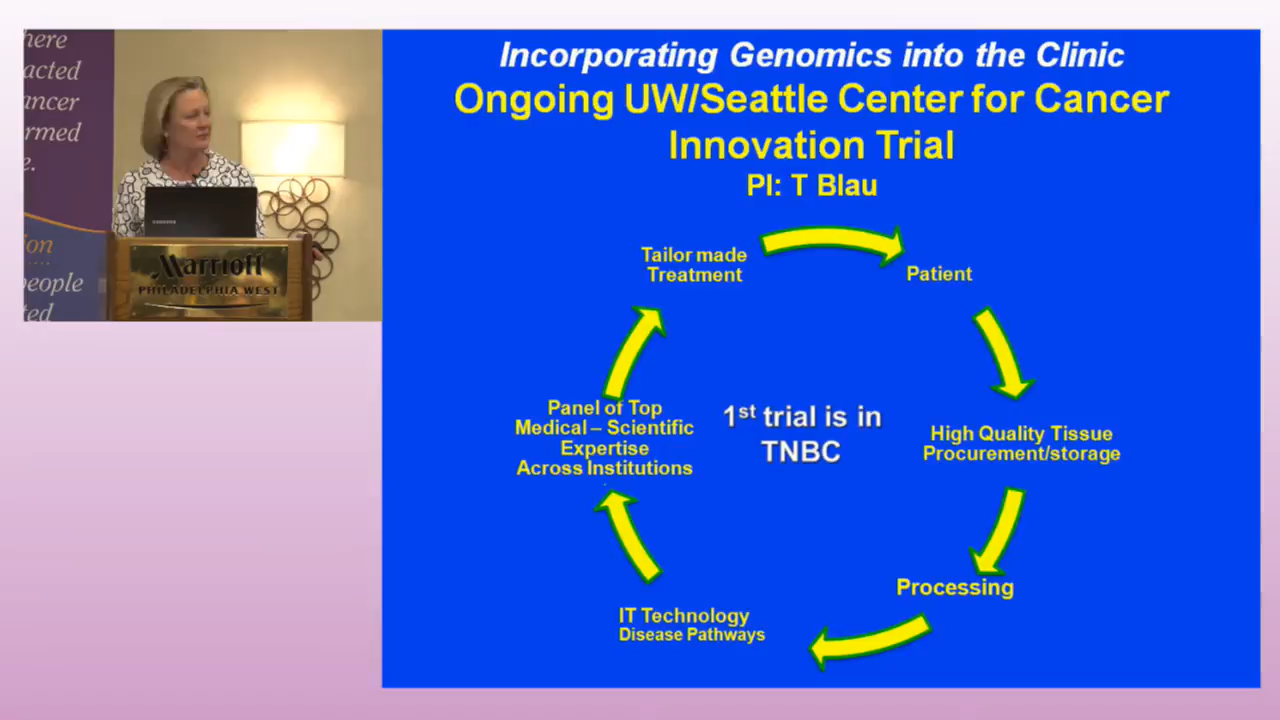 here
acted
ancer
rmed
e.
ion
people
ted
SAMSUNG
Marriott
PHILADELPHIA WEST
Incorporating Genomics into the Clinic
Ongoing UW/Seattle Center for Cancer
Innovation Trial
PI: T Blau
Tailor made
Treatment
Patient
High Quality Tissue
Procurement/storage
Processing
IT Technology
Disease Pathways
Panel of Top
Medical – Scientific
Expertise
Across Institutions
1st trial is in
TNBC